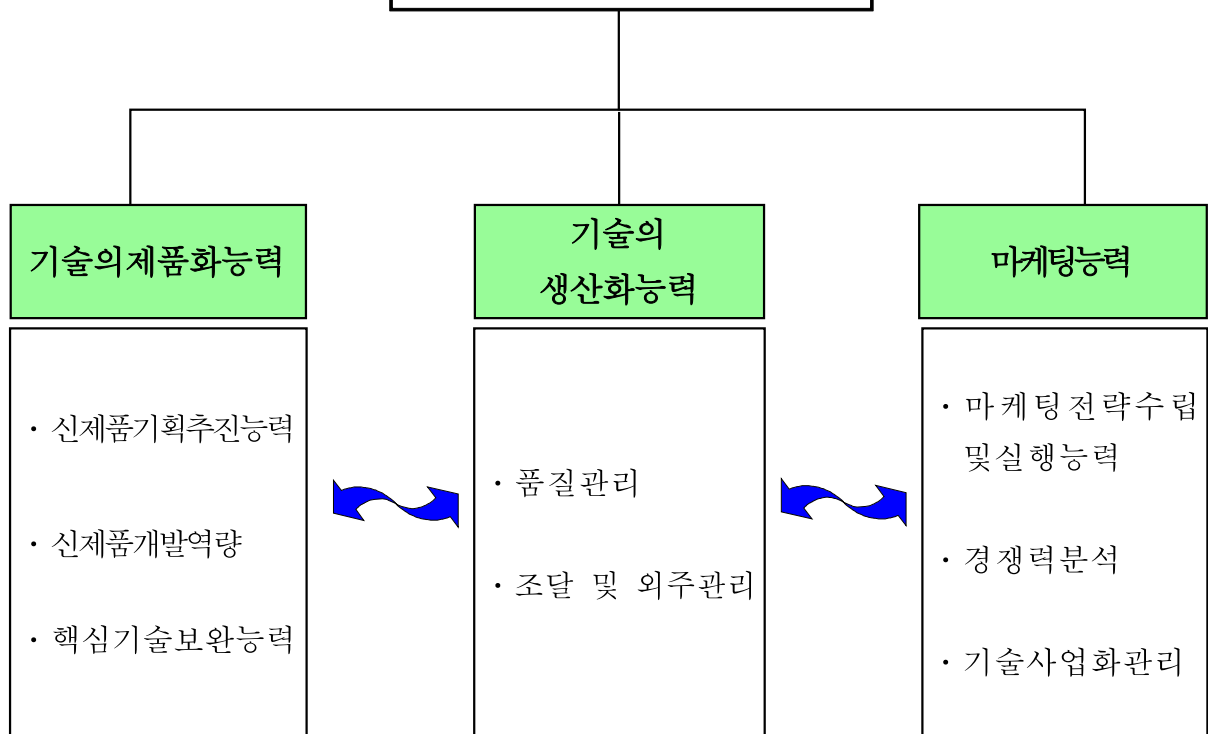 기술의제품화능력
기술의
생산화능력
마케팅능력
· 신제품기획추진능력
· 신제품개발역량
· 핵심기술보완능력
· 품질관리
· 조달 및 외주관리
· 마케팅전략수립
및실행능력
· 경쟁력분석
· 기술사업화관리